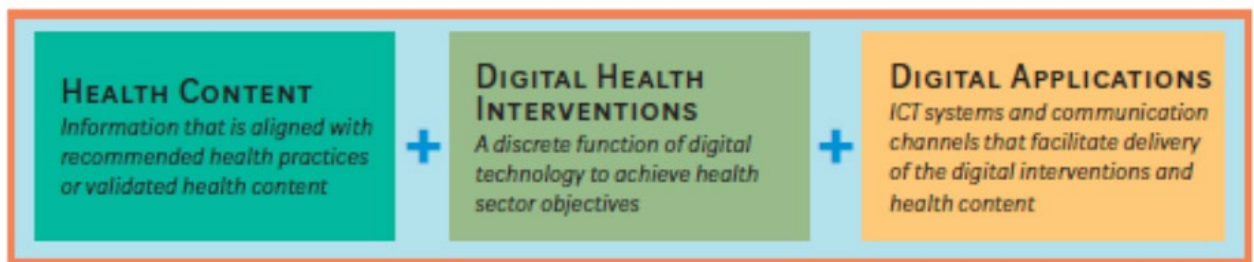 HEALTH CONTENT
Information that is aligned with
recommended health practices
or validated health content
+
DIGITAL HEALTH
INTERVENTIONS
A discrete function of digital
technology to achieve health
sector objectives
+
DIGITAL APPLICATIONS
ICT systems and communication
channels that facilitate delivery
of the digital interventions and
health content